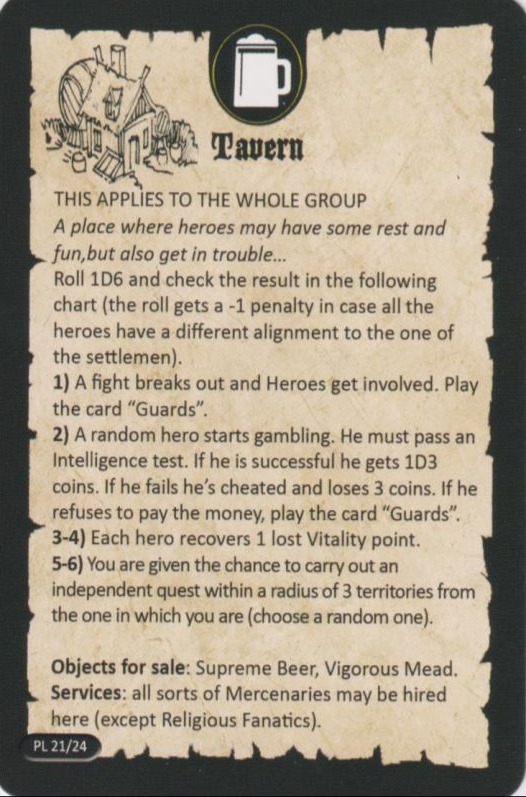 Tavern
THIS APPLIES TO THE WHOLE GROUP
A place where heroes may have some rest and
fun,but also get in trouble...
Roll 1D6 and check the result in the following
chart (the roll gets a -1 penalty in case all the
heroes have a different alignment to the one of
the settlemen).
1) A fight breaks out and Heroes get involved. Play
the card “Guards”.
2) A random hero starts gambling. He must pass an
Intelligence test. If he is successful he gets 1D3
coins. If he fails he’s cheated and loses 3 coins. If he
refuses to pay the money, play the card “Guards”.
3-4) Each hero recovers 1 lost Vitality point.
5-6) You are given the chance to carry out an
independent quest within a radius of 3 territories from
the one in which you are (choose a random one).
Objects for sale: Supreme Beer, Vigorous Mead.
Services: all sorts of Mercenaries may be hired
here (except Religious Fanatics).
PL 21/24